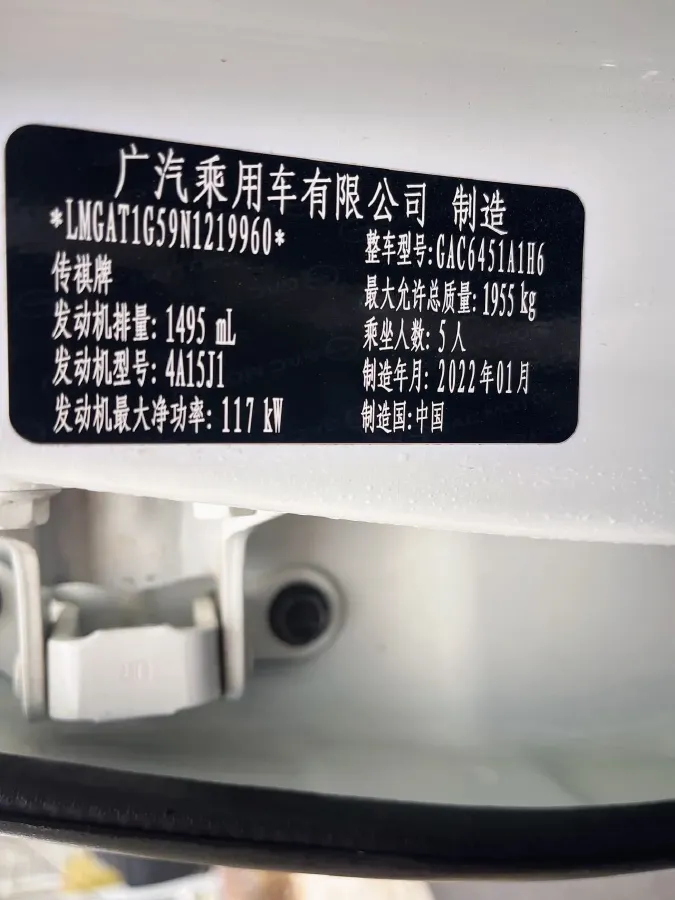 广汽乘用车有限公司 制造
*LMGAT1G59N1219960*
整车型号:GAC6451A1H6
传祺牌
最大允许总质量:1955 kg
发动机排量:1495 mL
乘坐人数:5人
发动机型号:4A15J1
制造年月:2022年01月
发动机最大净功率:117 kW
制造国:中国